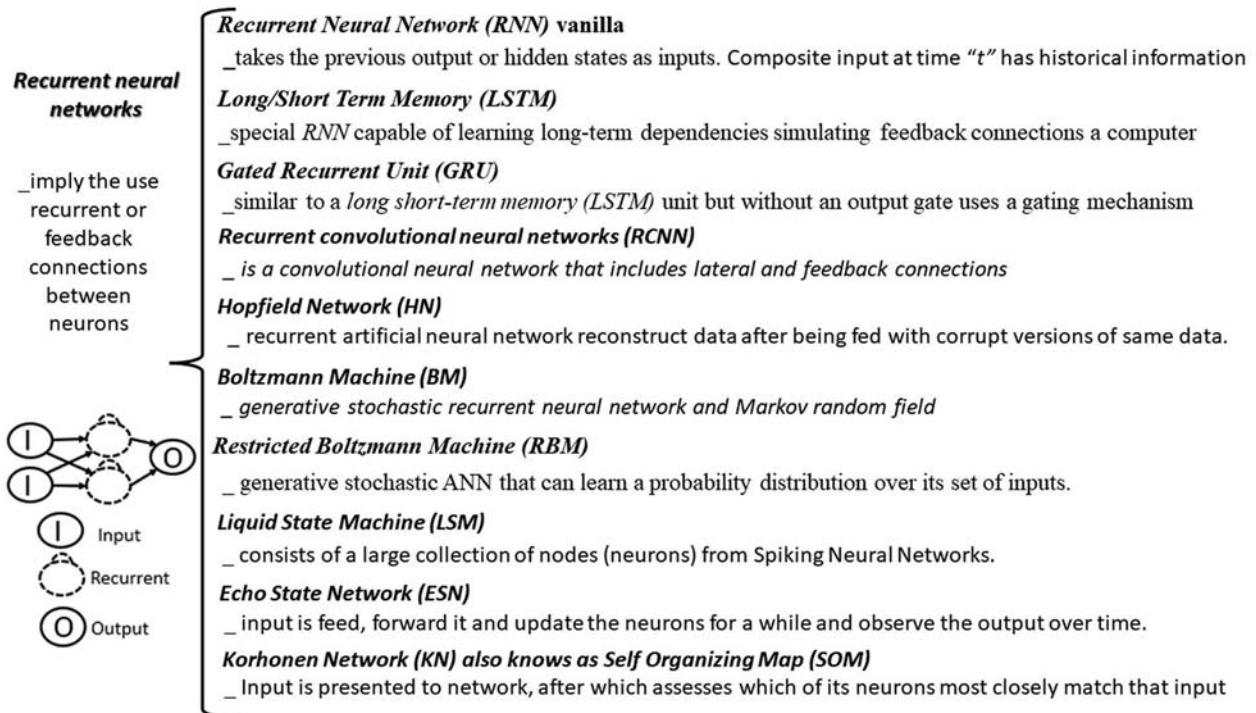 Recurrent neural
networks
_imply the use
recurrent or
feedback
connections
between
neurons
I
I
O
I Input
Recurrent
O Output
Recurrent Neural Network (RNN) vanilla
_takes the previous output or hidden states as inputs. Composite input at time “t” has historical information
Long/Short Term Memory (LSTM)
_special RNN capable of learning long-term dependencies simulating feedback connections a computer
Gated Recurrent Unit (GRU)
_similar to a long short-term memory (LSTM) unit but without an output gate uses a gating mechanism
Recurrent convolutional neural networks (RCNN)
_ is a convolutional neural network that includes lateral and feedback connections
Hopfield Network (HN)
_ recurrent artificial neural network reconstruct data after being fed with corrupt versions of same data.
Boltzmann Machine (BM)
_ generative stochastic recurrent neural network and Markov random field
Restricted Boltzmann Machine (RBM)
_ generative stochastic ANN that can learn a probability distribution over its set of inputs.
Liquid State Machine (LSM)
_ consists of a large collection of nodes (neurons) from Spiking Neural Networks.
Echo State Network (ESN)
_ input is feed, forward it and update the neurons for a while and observe the output over time.
Korhonen Network (KN) also knows as Self Organizing Map (SOM)
_ Input is presented to network, after which assesses which of its neurons most closely match that input